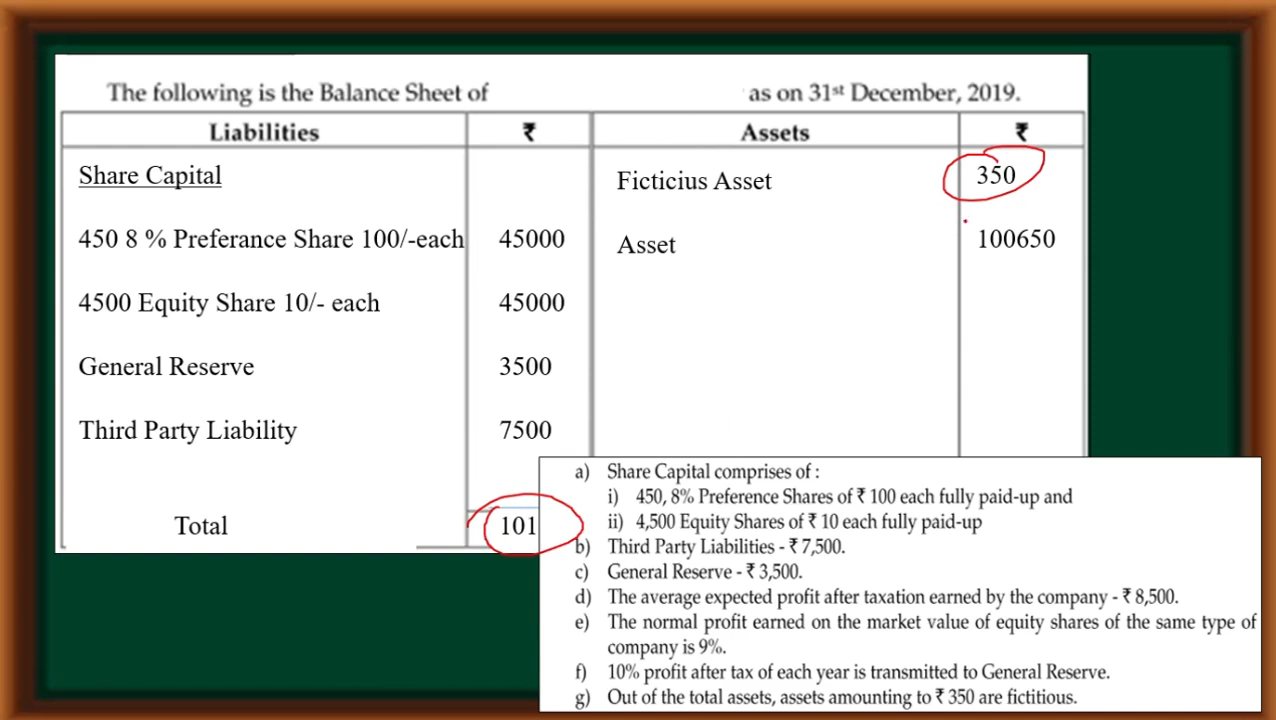 The following is the Balance Sheet of as on 31st December, 2019.
Liabilities ₹ Assets ₹
Share Capital Ficticius Asset 350
450 8 % Preferance Share 100/-each 45000 Asset 100650
4500 Equity Share 10/- each 45000
General Reserve 3500
Third Party Liability 7500
Total 101
a) Share Capital comprises of :
i) 450, 8% Preference Shares of ₹ 100 each fully paid-up and
ii) 4,500 Equity Shares of ₹ 10 each fully paid-up
b) Third Party Liabilities - ₹ 7,500.
c) General Reserve - ₹ 3,500.
d) The average expected profit after taxation earned by the company - ₹ 8,500.
e) The normal profit earned on the market value of equity shares of the same type of
company is 9%.
f) 10% profit after tax of each year is transmitted to General Reserve.
g) Out of the total assets, assets amounting to ₹ 350 are fictitious.